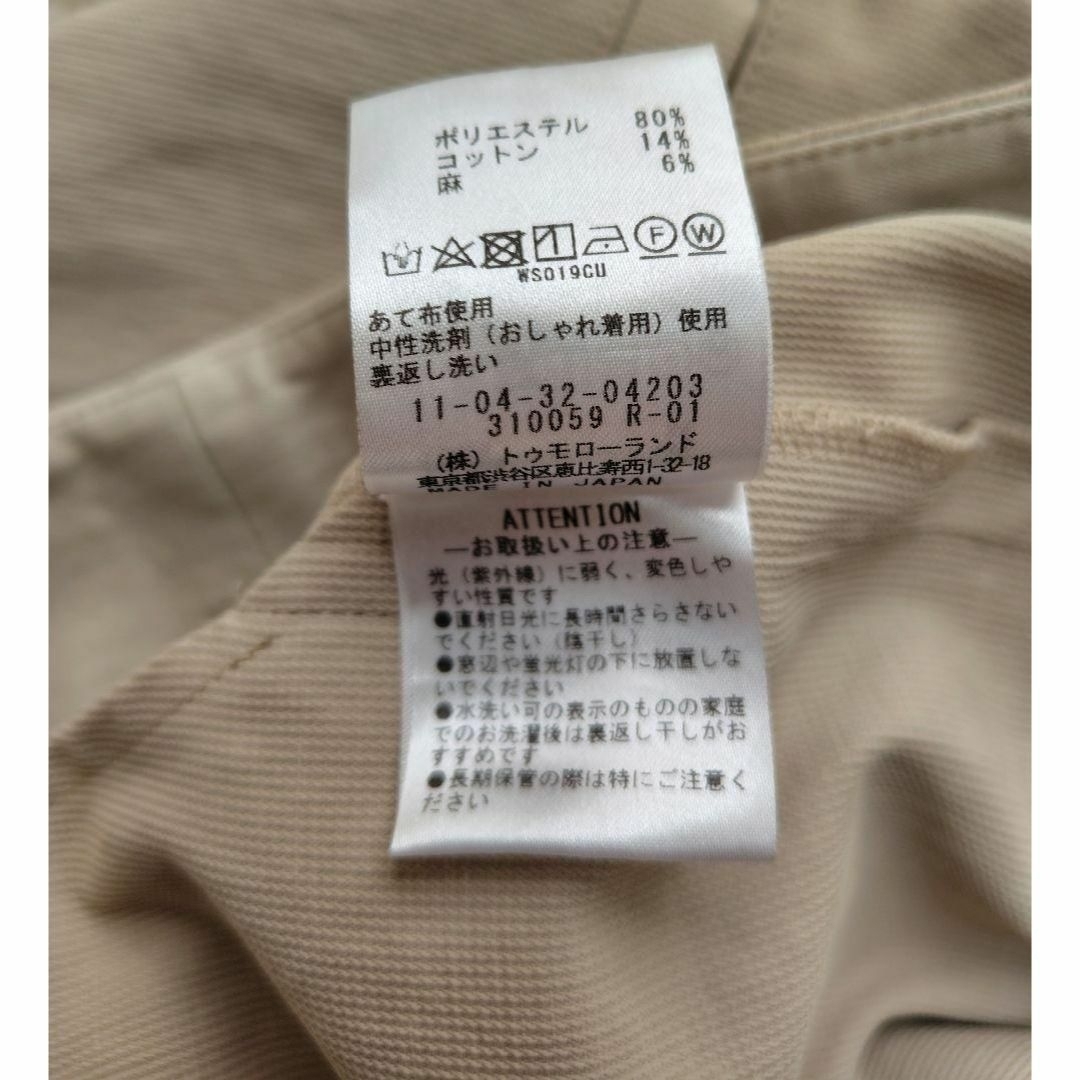 ポリエステル 80%
コットン 14%
麻 6%
F W
WS019CU
あて布使用
中性洗剤（おしゃれ着用）使用
裏返し洗い
11-04-32-04203
310059 R-01
（株）トゥモローランド
東京都渋谷区恵比寿西1-32-18
MADE IN JAPAN
ATTENTION
―お取扱い上の注意―
光（紫外線）に弱く、変色しや
すい性質です
●直射日光に長時間さらさない
でください（陰干し）
●窓辺や蛍光灯の下に放置しな
いでください
●水洗い可の表示のものの家庭
でのお洗濯後は裏返し干しがお
すすめです
●長期保管の際は特にご注意く
ださい